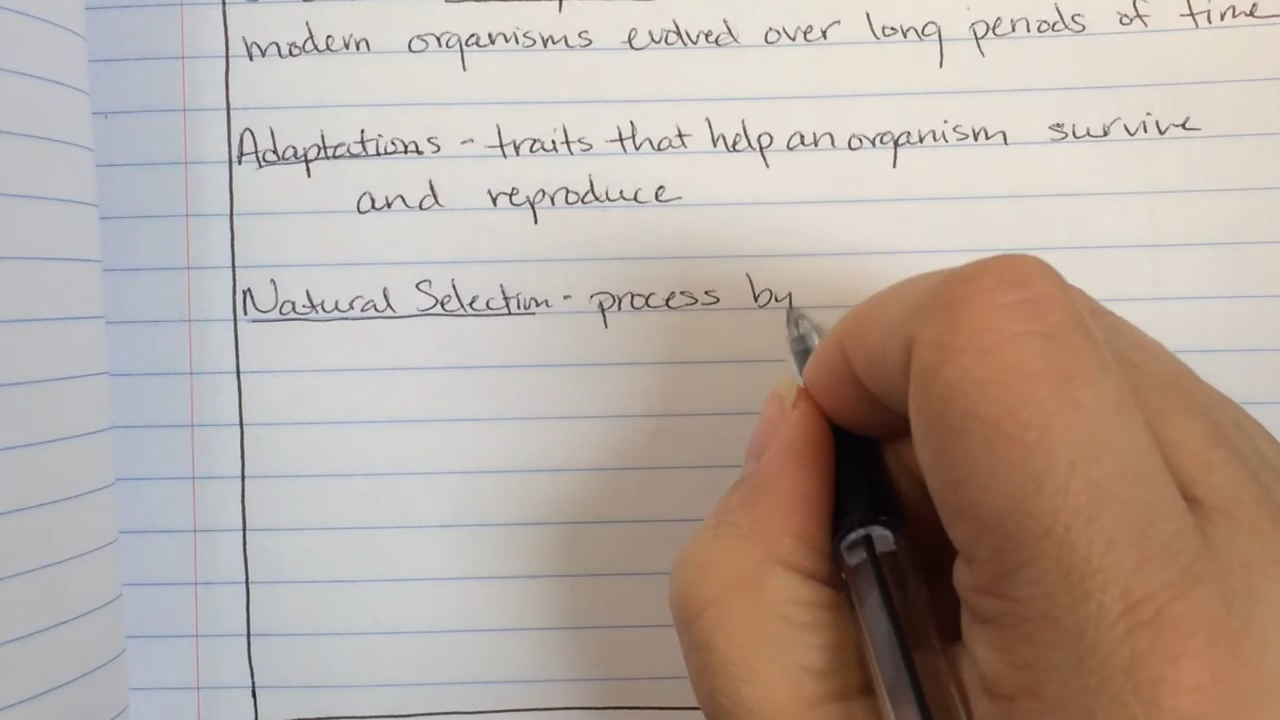 modern organisms evolved over long periods of time
Adaptations - traits that help an organism survive
and reproduce
Natural Selection - process by